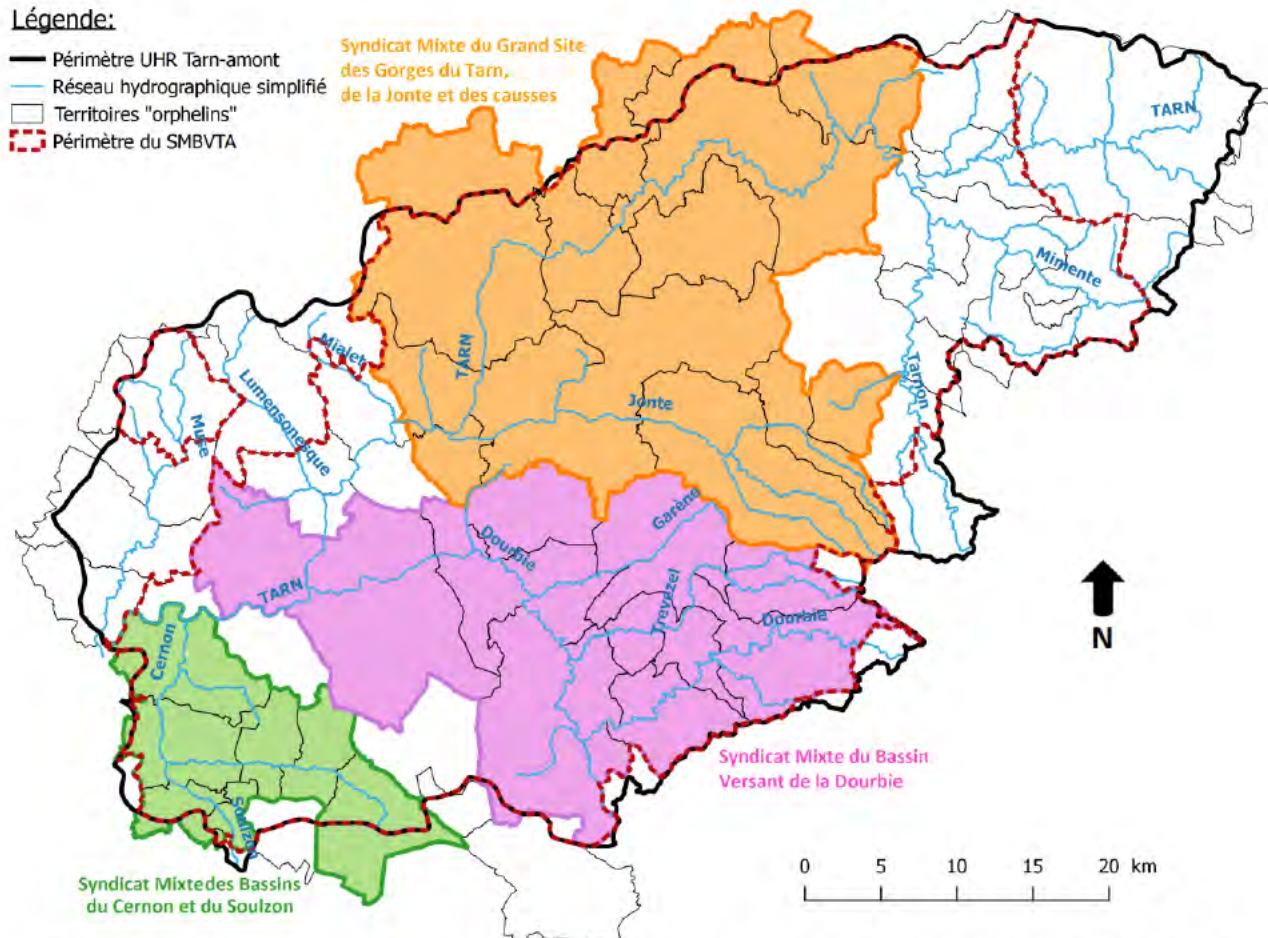 Légende:
Périmètre UHR Tarn-amont
Réseau hydrographique simplifié
Territoires "orphelins"
Périmètre du SMBVTA
Syndicat Mixte du Grand Site
des Gorges du Tarn,
de la Jonte et des causses
TARN
Mimente
Tarnon
Mialet
TARN
Lumensonesque
Muse
Jonte
Garène
Dourbie
TARN
Trevezel
Dourbie
Cernon
N
Syndicat Mixte du Bassin
Versant de la Dourbie
Soulzon
Syndicat Mixtedes Bassins
du Cernon et du Soulzon
0 5 10 15 20 km